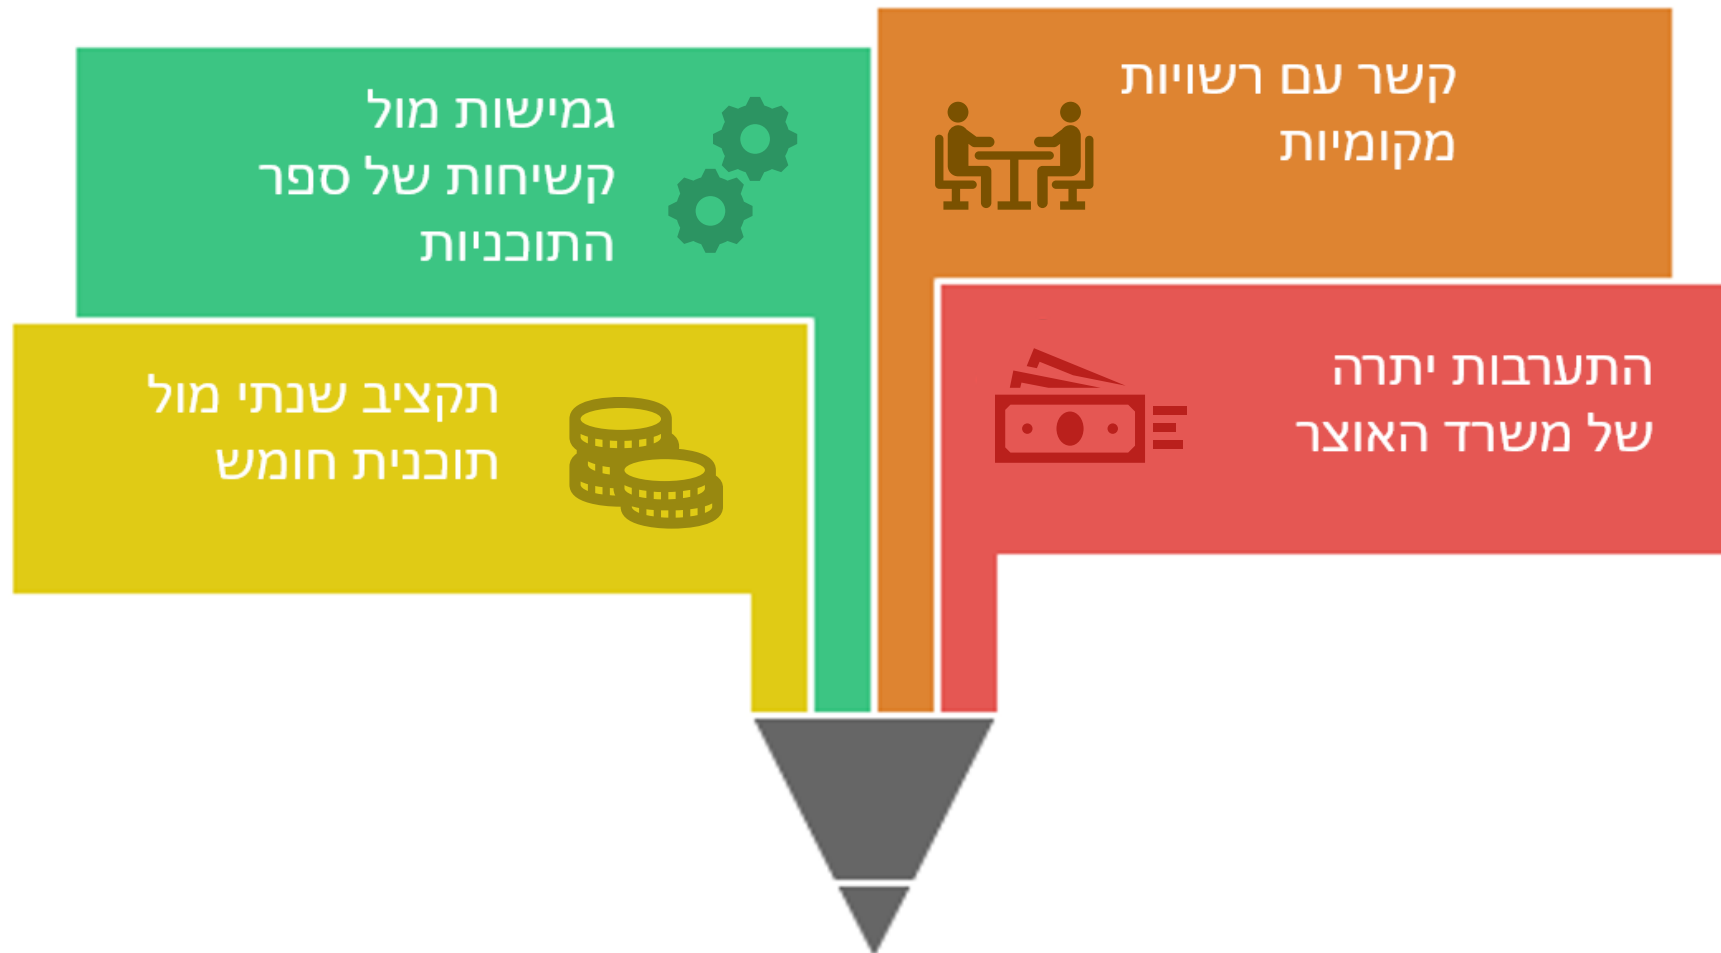 קשר עם רשויות
מקומיות
גמישות מול
קשיחות של ספר
התוכניות
התערבות יתרה
של משרד האוצר
תקציב שנתי מול
תוכנית חומש